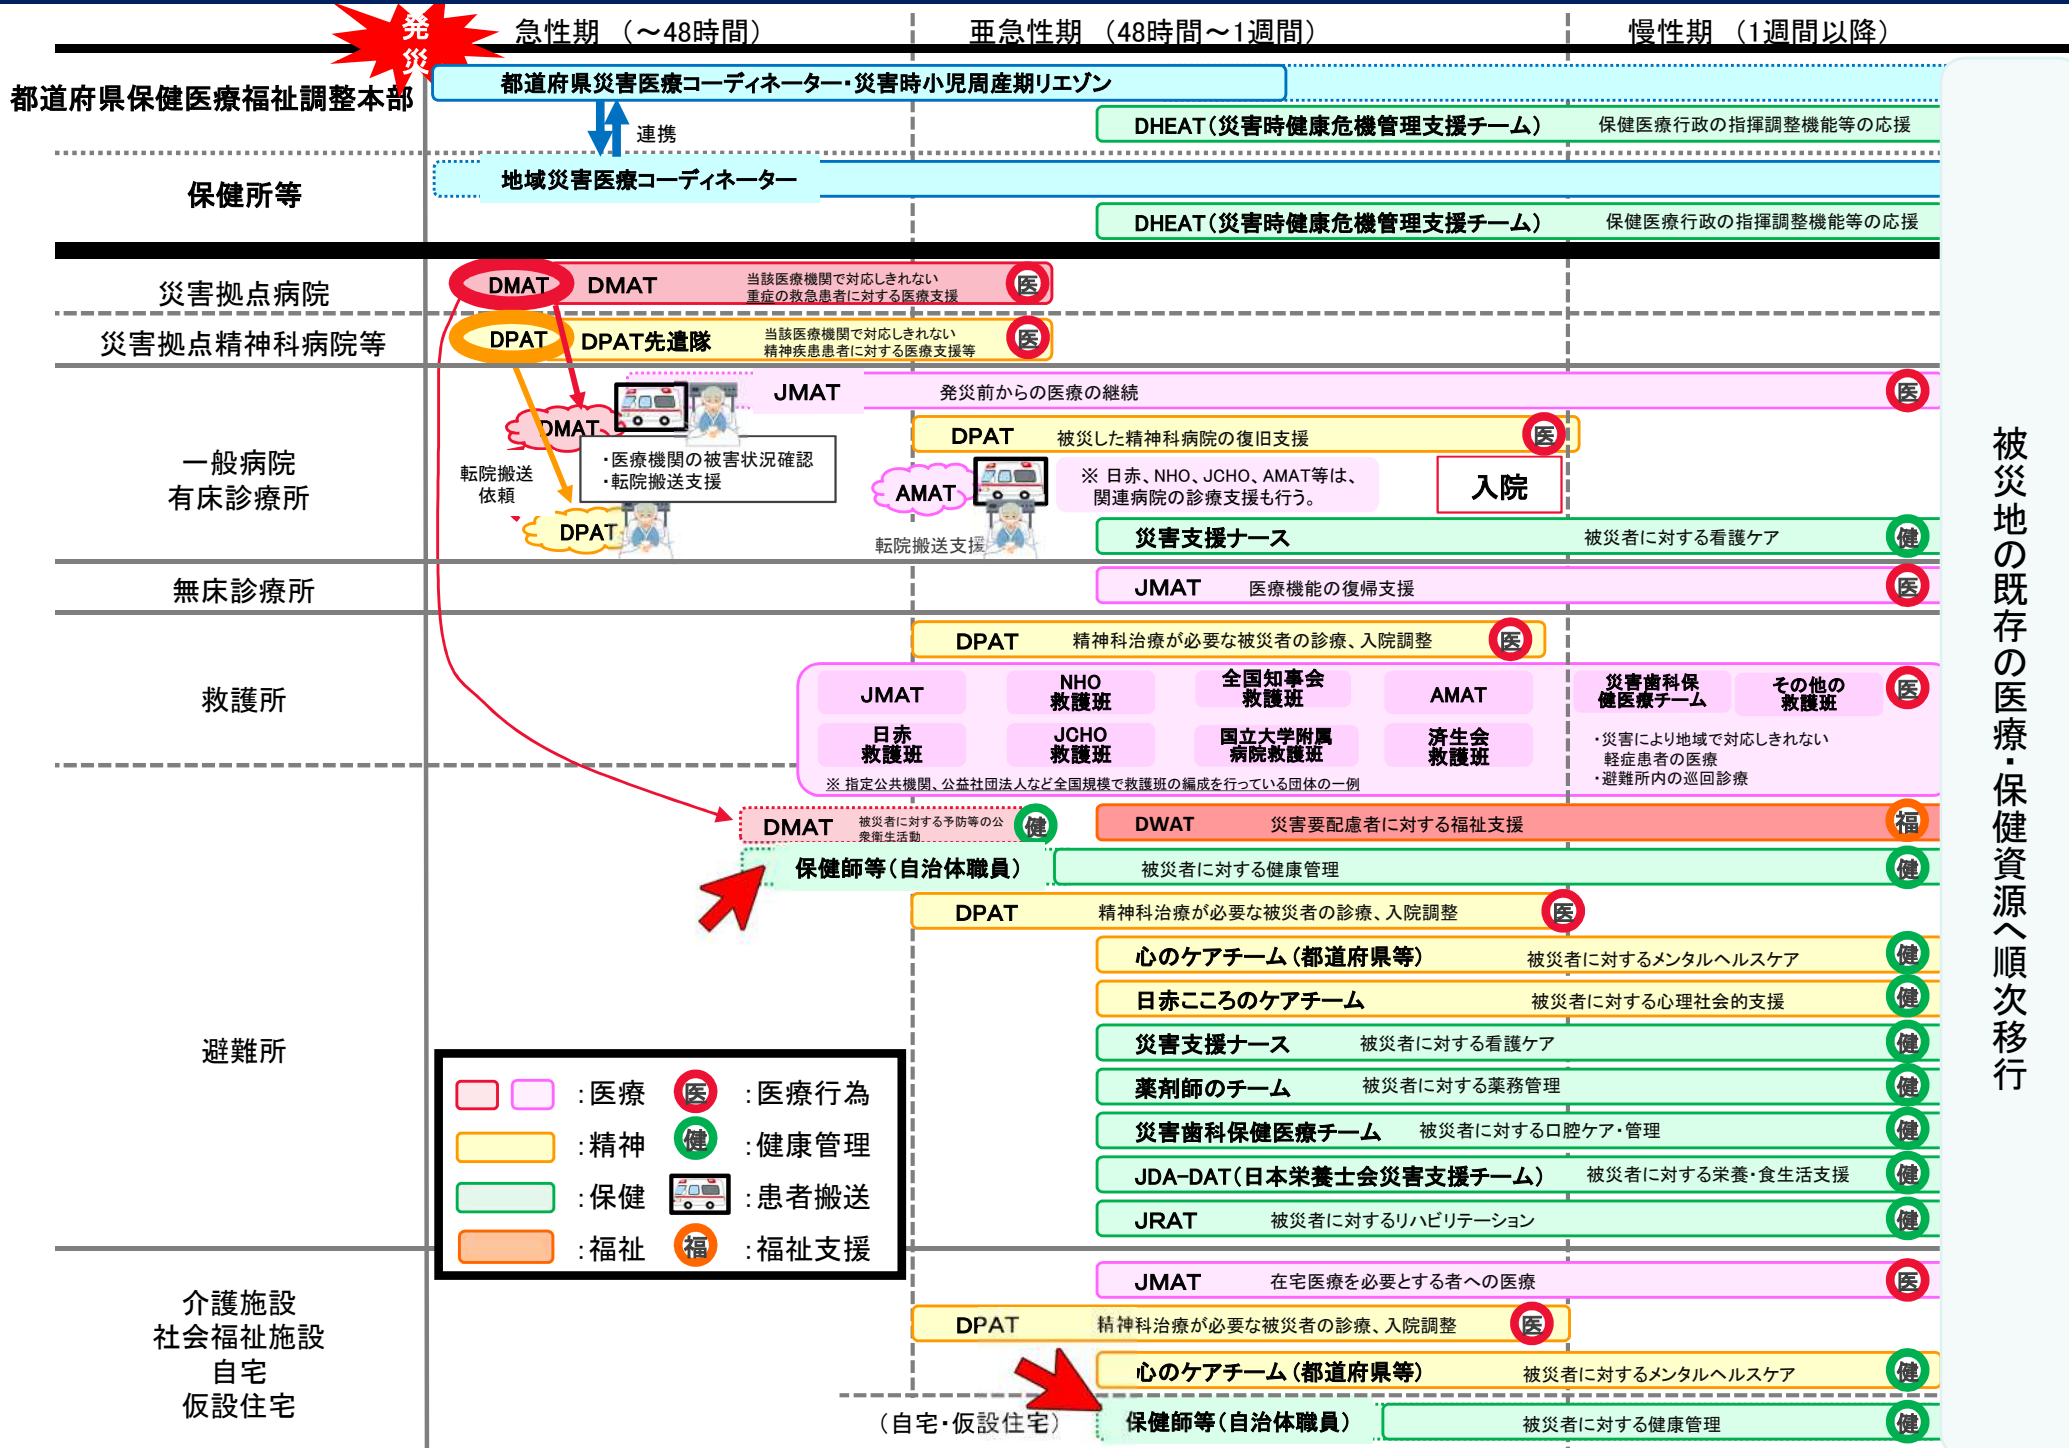 発
災
急性期 （～48時間）
亜急性期 （48時間～1週間）
慢性期 （1週間以降）
都道府県保健医療福祉調整本部
都道府県災害医療コーディネーター・災害時小児周産期リエゾン
連携
DHEAT（災害時健康危機管理支援チーム） 保健医療行政の指揮調整機能等の応援
保健所等
地域災害医療コーディネーター
DHEAT（災害時健康危機管理支援チーム） 保健医療行政の指揮調整機能等の応援
災害拠点病院
DMAT
DMAT
当該医療機関で対応しきれない
重症の救急患者に対する医療支援
医
災害拠点精神科病院等
DPAT
DPAT先遣隊
当該医療機関で対応しきれない
精神疾患患者に対する医療支援等
医
一般病院
有床診療所
JMAT 発災前からの医療の継続 医
DMAT
・医療機関の被害状況確認
・転院搬送支援
転院搬送
依頼
DPAT
DPAT 被災した精神科病院の復旧支援 医
AMAT
転院搬送支援
※ 日赤、NHO、JCHO、AMAT等は、
関連病院の診療支援も行う。
入院
災害支援ナース 被災者に対する看護ケア 健
無床診療所
JMAT 医療機能の復帰支援 医
救護所
DPAT 精神科治療が必要な被災者の診療、入院調整 医
JMAT
NHO
救護班
全国知事会
救護班
AMAT
災害歯科保
健医療チーム
その他の
救護班
医
日赤
救護班
JCHO
救護班
国立大学附属
病院救護班
済生会
救護班
・災害により地域で対応しきれない
軽症患者の医療
・避難所内の巡回診療
※ 指定公共機関、公益社団法人など全国規模で救護班の編成を行っている団体の一例
避難所
DMAT
被災者に対する予防等の公
衆衛生活動
健
DWAT 災害要配慮者に対する福祉支援 福
保健師等（自治体職員） 被災者に対する健康管理 健
DPAT 精神科治療が必要な被災者の診療、入院調整 医
心のケアチーム（都道府県等） 被災者に対するメンタルヘルスケア 健
日赤こころのケアチーム 被災者に対する心理社会的支援 健
災害支援ナース 被災者に対する看護ケア 健
薬剤師のチーム 被災者に対する薬務管理 健
災害歯科保健医療チーム 被災者に対する口腔ケア・管理 健
JDA-DAT（日本栄養士会災害支援チーム） 被災者に対する栄養・食生活支援 健
JRAT 被災者に対するリハビリテーション 健
：医療 医 ：医療行為
：精神 健 ：健康管理
：保健 ：患者搬送
：福祉 福 ：福祉支援
介護施設
社会福祉施設
自宅
仮設住宅
JMAT 在宅医療を必要とする者への医療 医
DPAT 精神科治療が必要な被災者の診療、入院調整 医
心のケアチーム（都道府県等） 被災者に対するメンタルヘルスケア 健
（自宅・仮設住宅）
保健師等（自治体職員） 被災者に対する健康管理 健
被災地の既存の医療・保健資源へ順次移行